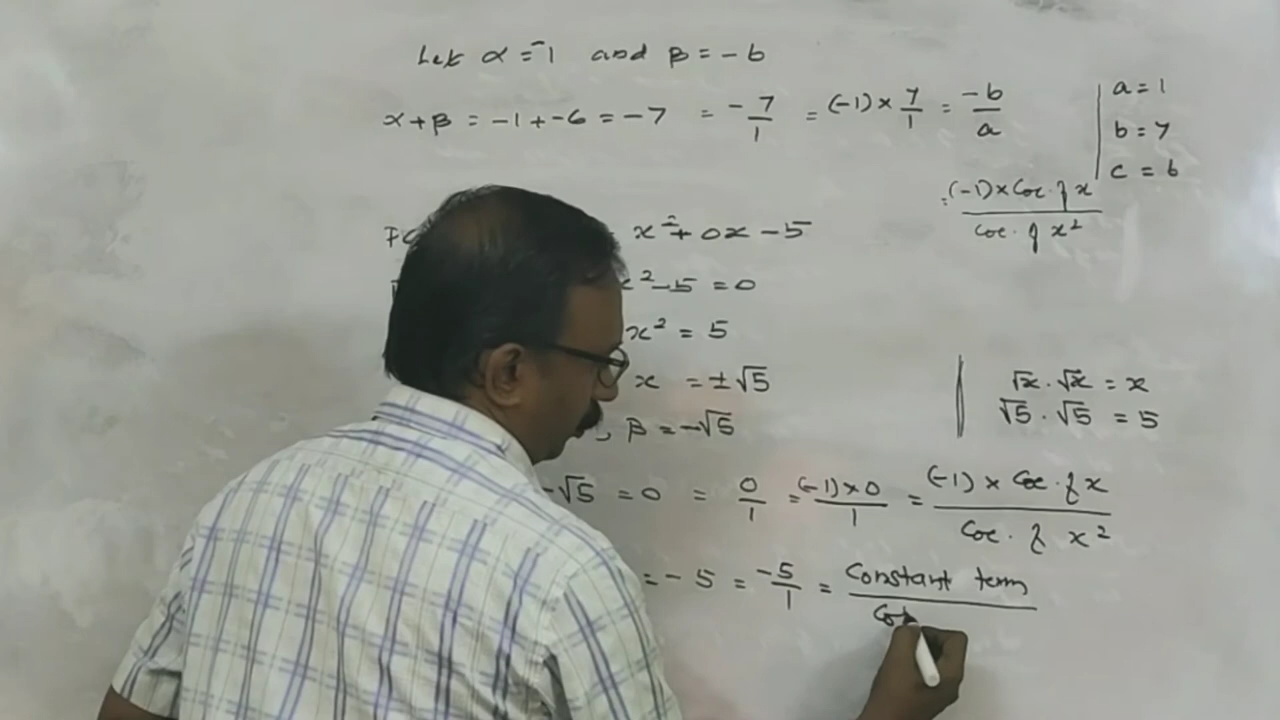 Let α = -1 and β = -6
α+β = -1+-6 = -7 = -7/1 = (-1) × 7/1 = -b/a
a = 1
b = 7
c = 6
= (-1) × Coe. of x / Coe. of x²
x² + 0x - 5
x² - 5 = 0
x² = 5
x = ±√5
√x . √x = x
√5 . √5 = 5
, β = -√5
-√5 = 0 = 0/1 = (-1) × 0/1 = (-1) × Coe. of x / Coe. of x²
= -5 = -5/1 = Constant term / Coe